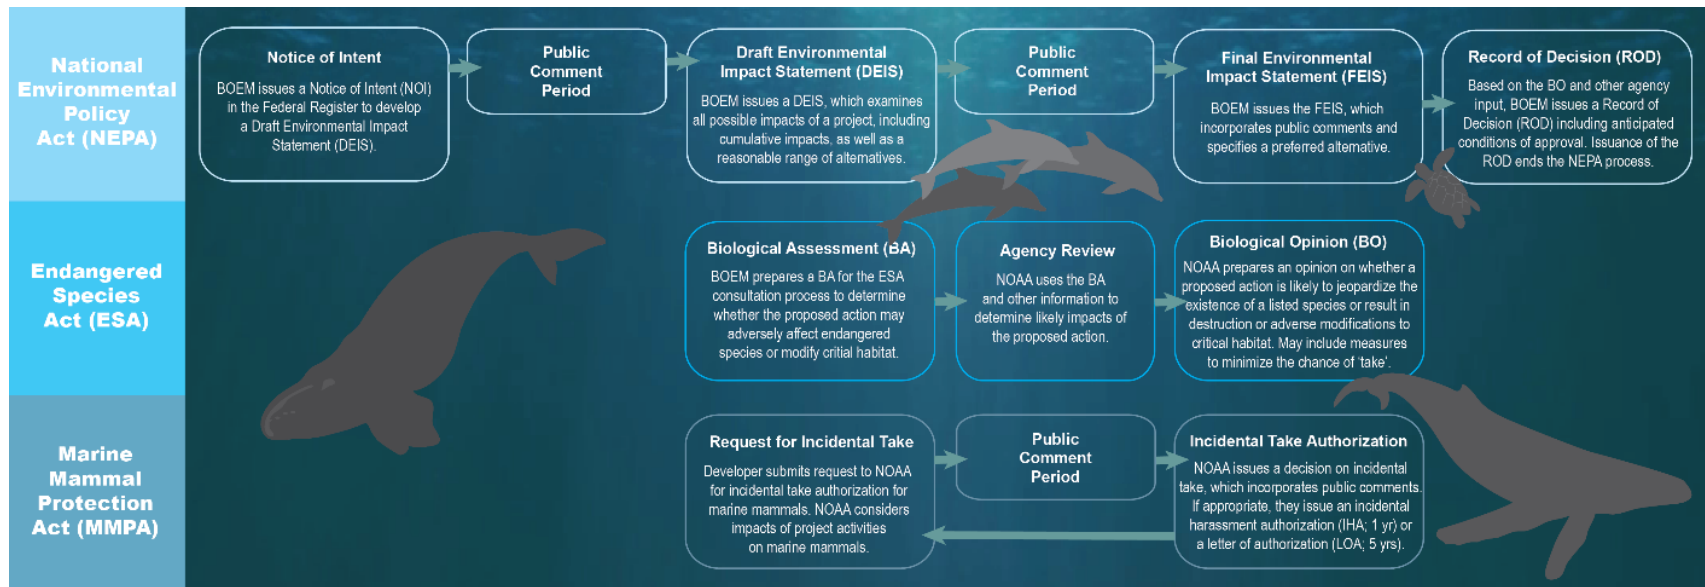 National
Environmental
Policy
Act (NEPA)
Notice of Intent
BOEM issues a Notice of Intent (NOI)
in the Federal Register to develop
a Draft Environmental Impact
Statement (DEIS).
Public
Comment
Period
Draft Environmental
Impact Statement (DEIS)
BOEM issues a DEIS, which examines
all possible impacts of a project, including
cumulative impacts, as well as a
reasonable range of alternatives.
Public
Comment
Period
Final Environmental
Impact Statement (FEIS)
BOEM issues the FEIS, which
incorporates public comments and
specifies a preferred alternative.
Record of Decision (ROD)
Based on the BO and other agency
input, BOEM issues a Record of
Decision (ROD) including anticipated
conditions of approval. Issuance of the
ROD ends the NEPA process.
Endangered
Species
Act (ESA)
Biological Assessment (BA)
BOEM prepares a BA for the ESA
consultation process to determine
whether the proposed action may
adversely affect endangered
species or modify critial habitat.
Agency Review
NOAA uses the BA
and other information to
determine likely impacts of
the proposed action.
Biological Opinion (BO)
NOAA prepares an opinion on whether a
proposed action is likely to jeopardize the
existence of a listed species or result in
destruction or adverse modifications to
critical habitat. May include measures
to minimize the chance of 'take'.
Marine
Mammal
Protection
Act (MMPA)
Request for Incidental Take
Developer submits request to NOAA
for incidental take authorization for
marine mammals. NOAA considers
impacts of project activities
on marine mammals.
Public
Comment
Period
Incidental Take Authorization
NOAA issues a decision on incidental
take, which incorporates public comments.
If appropriate, they issue an incidental
harassment authorization (IHA; 1 yr) or
a letter of authorization (LOA; 5 yrs).